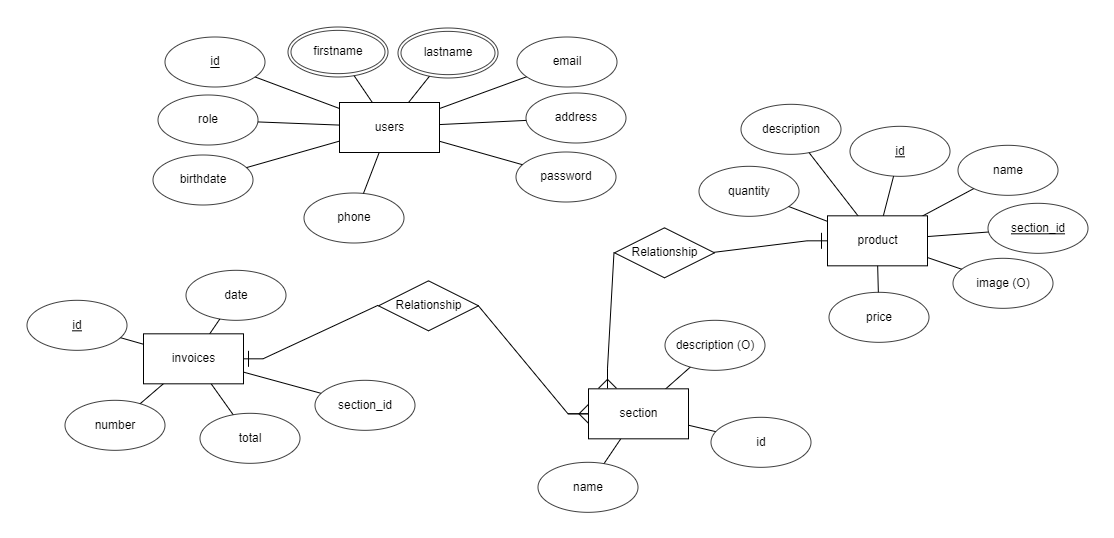 firstname
lastname
id
email
role
users
address
birthdate
password
phone
description
id
name
quantity
section_id
product
Relationship
image (O)
price
date
Relationship
id
invoices
description (O)
section_id
section
number
total
id
name